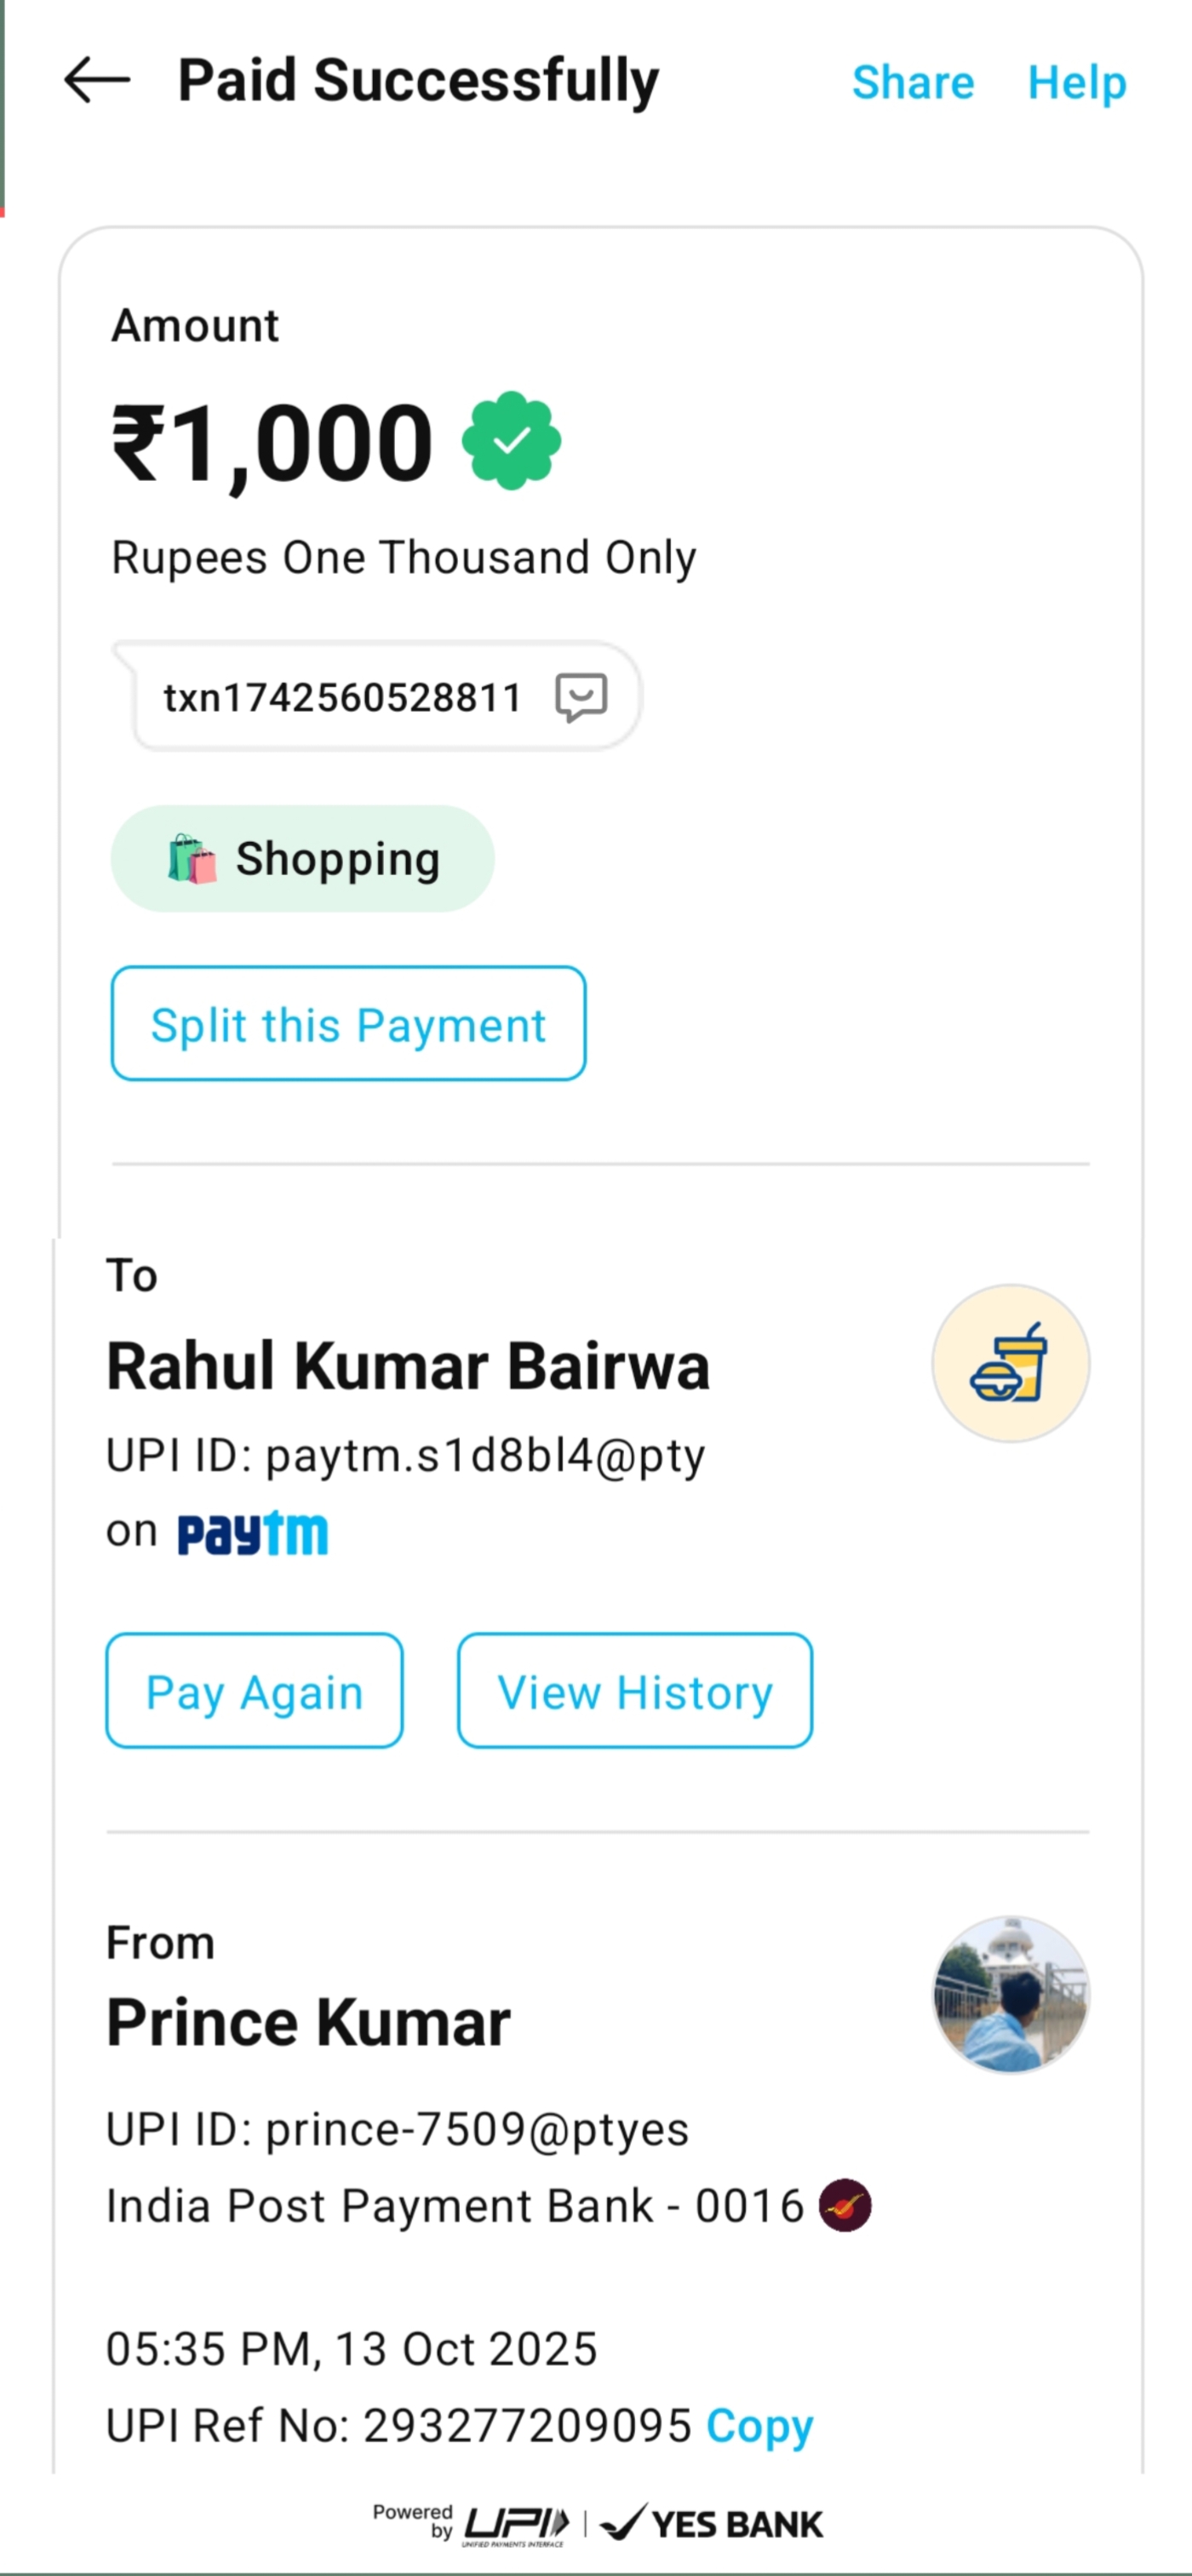 Paid Successfully Share Help
Amount
₹1,000
Rupees One Thousand Only
txn1742560528811
Shopping
Split this Payment
To
Rahul Kumar Bairwa
UPI ID: paytm.s1d8bl4@pty
on paytm
Pay Again View History
From
Prince Kumar
UPI ID: prince-7509@ptyes
India Post Payment Bank - 0016
05:35 PM, 13 Oct 2025
UPI Ref No: 293277209095 Copy
Powered by UPI | YES BANK
UNIFIED PAYMENTS INTERFACE